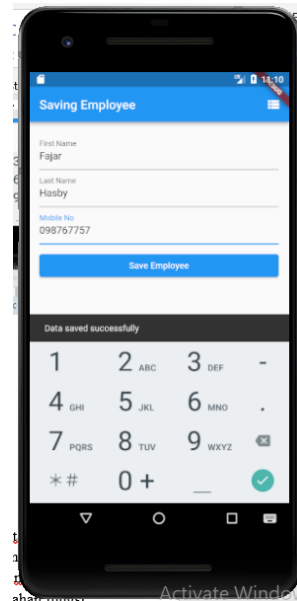 11:10
Saving Employee
First Name
Fajar
Last Name
Hasby
Mobile No
098767757
Save Employee
Data saved successfully
1 2 ABC 3 DEF -
4 GHI 5 JKL 6 MNO .
7 PQRS 8 TUV 9 WXYZ
* # 0 + _
Activate Windo